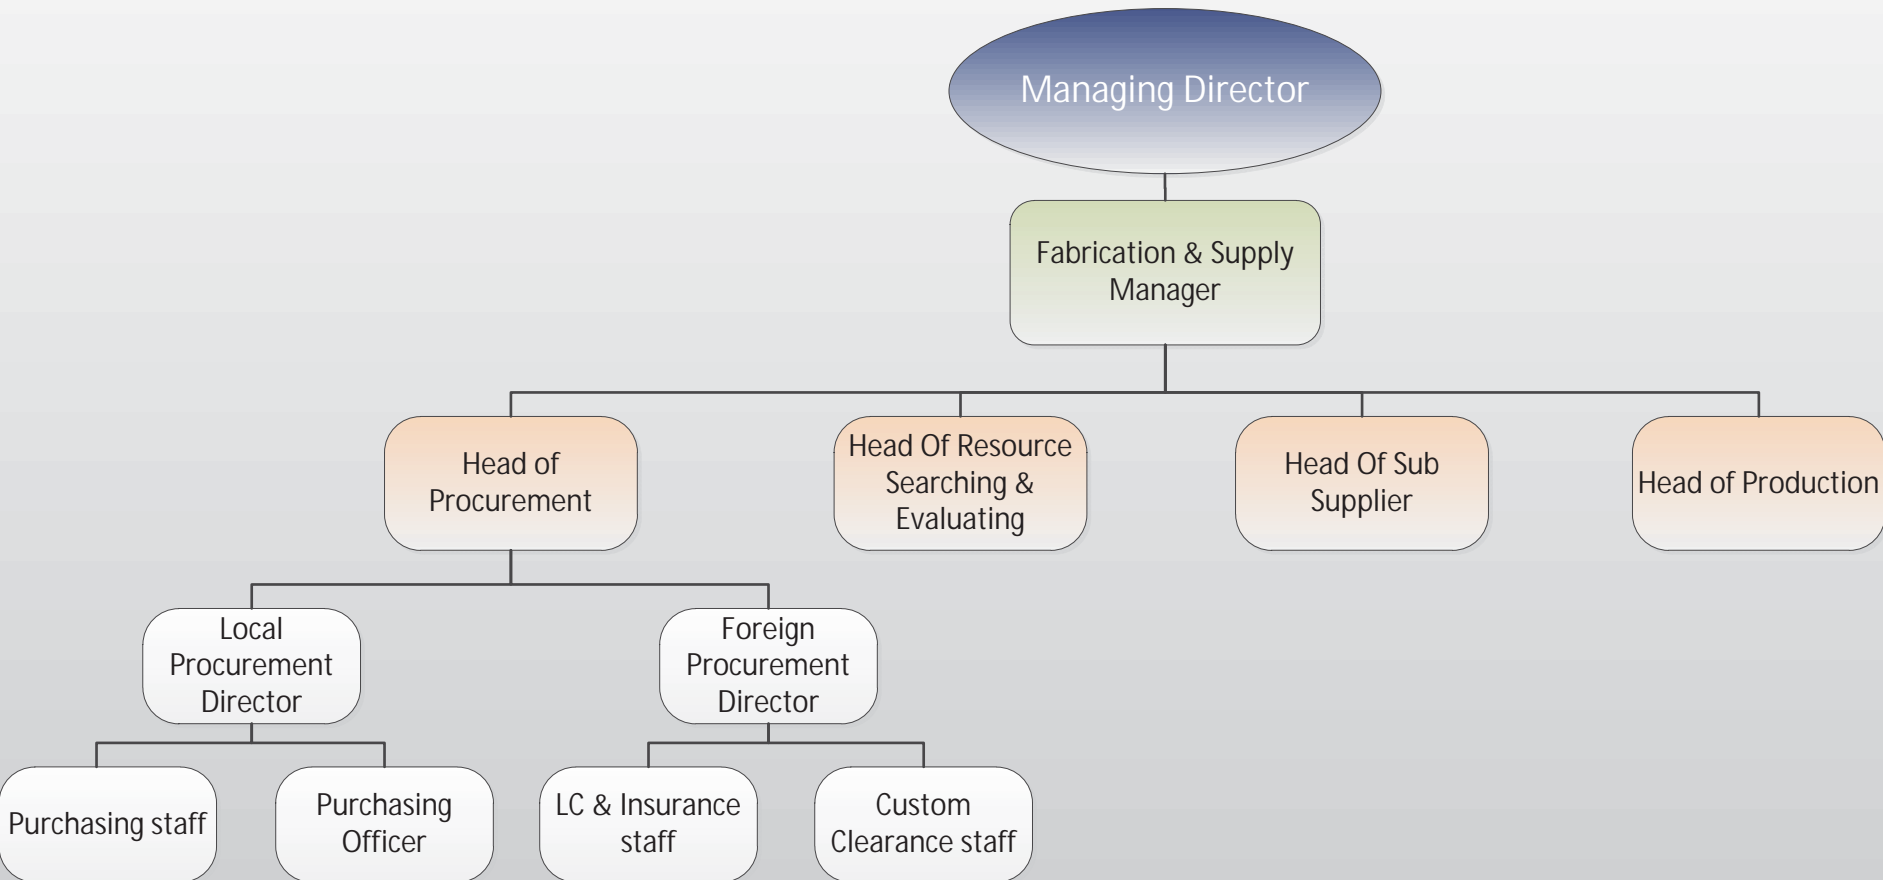 Managing Director
Fabrication & Supply
Manager
Head of
Procurement
Head Of Resource
Searching &
Evaluating
Head Of Sub
Supplier
Head of Production
Local
Procurement
Director
Foreign
Procurement
Director
Purchasing staff
Purchasing
Officer
LC & Insurance
staff
Custom
Clearance staff